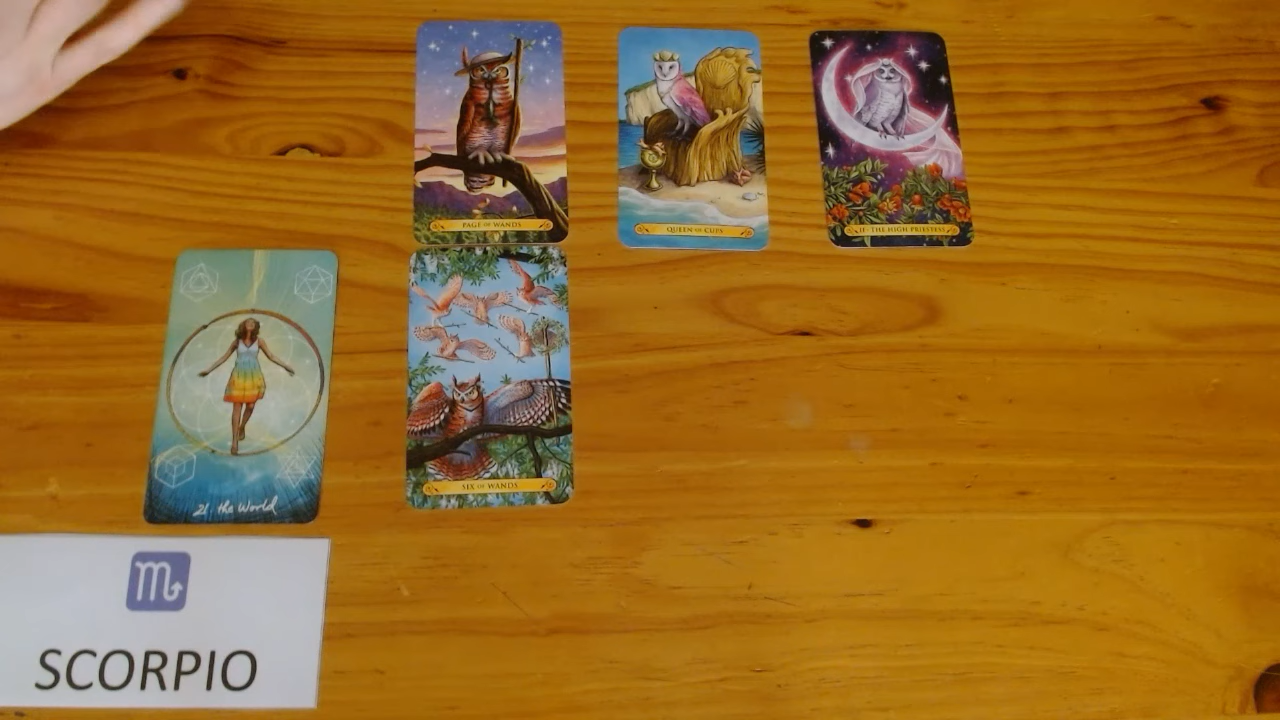 PAGE OF WANDS
QUEEN OF CUPS
II - THE HIGH PRIESTESS
21. the World
SIX OF WANDS
SCORPIO